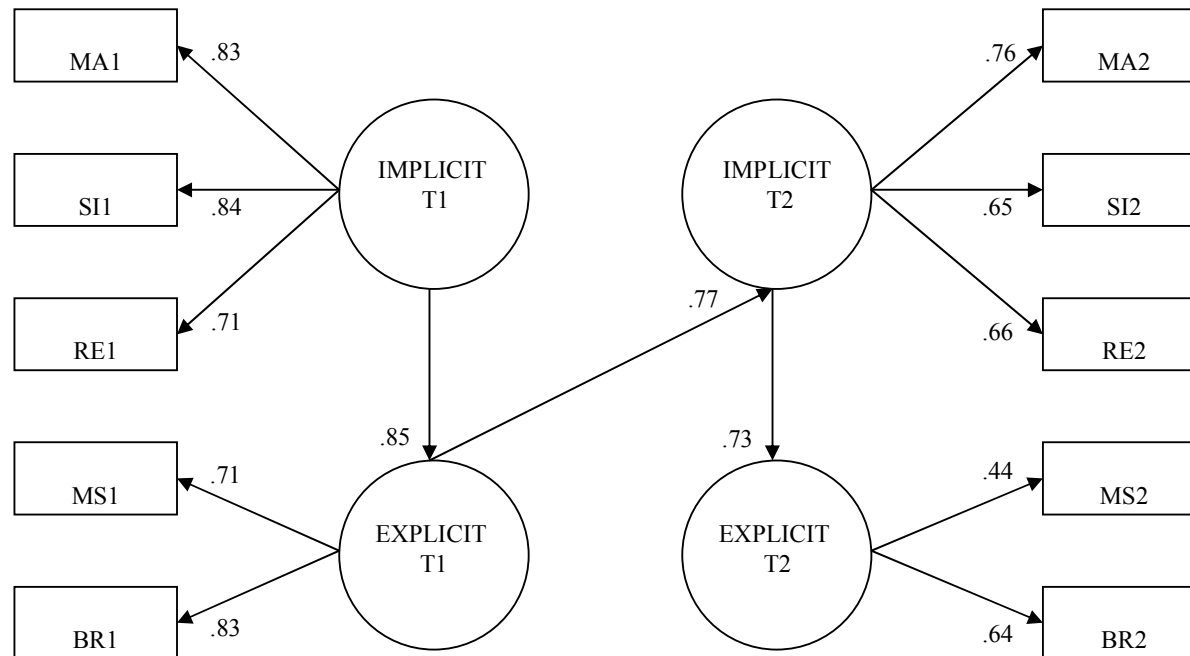 .83
MA1
.76
MA2
IMPLICIT
T1
IMPLICIT
T2
SI1
.84
.65
SI2
.77
RE1
.71
.66
RE2
.85
.73
MS1
.71
.44
MS2
EXPLICIT
T1
EXPLICIT
T2
BR1
.83
.64
BR2